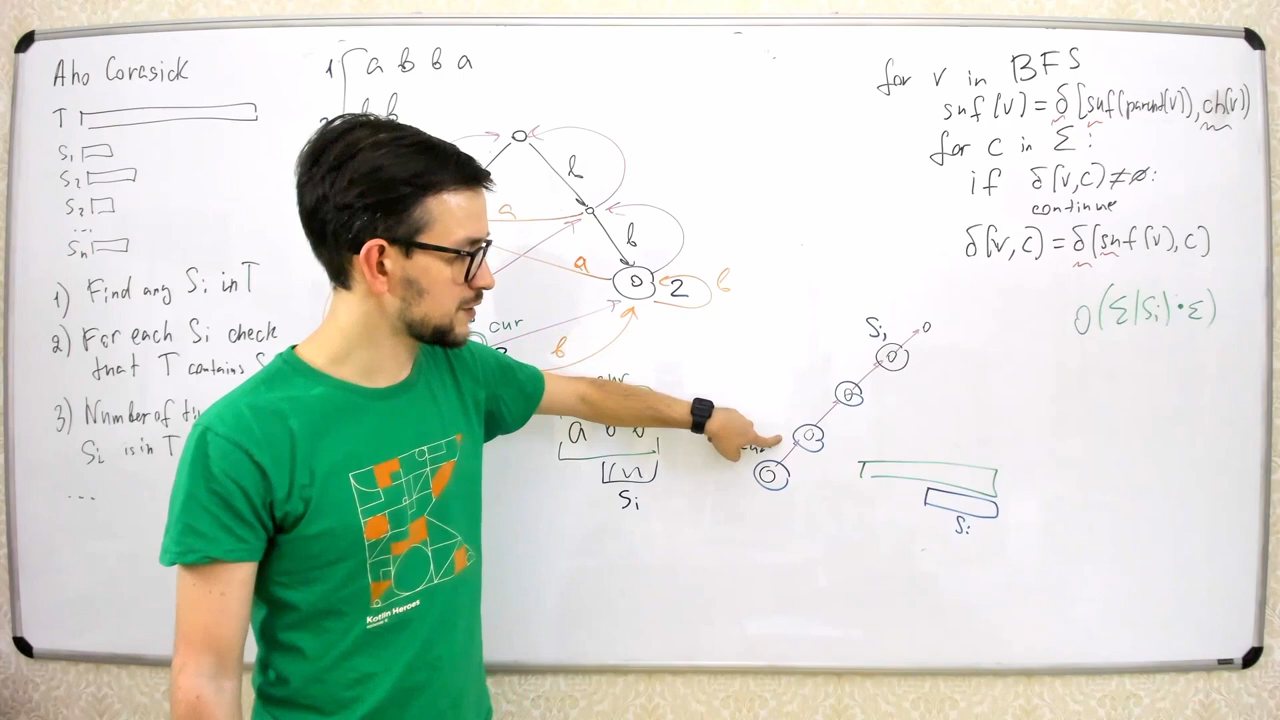 Aho Corasick
T
S1
S2
S2
...
Sn
1) Find any Si in T
2) For each Si check
that T contains S
3) Number of
Si is in T
...
1 a b b a
b b
b
a
b
a
2
b
cur
b
a b b
Si
Si
Si
for v in BFS
suf(v) = δ(suf(parent(v)), ch(v))
for c in Σ:
if δ(v,c) ≠ ø:
continue
δ(v,c) = δ(suf(v), c)
O(Σ|Si|·Σ)
Kotlin Heroes